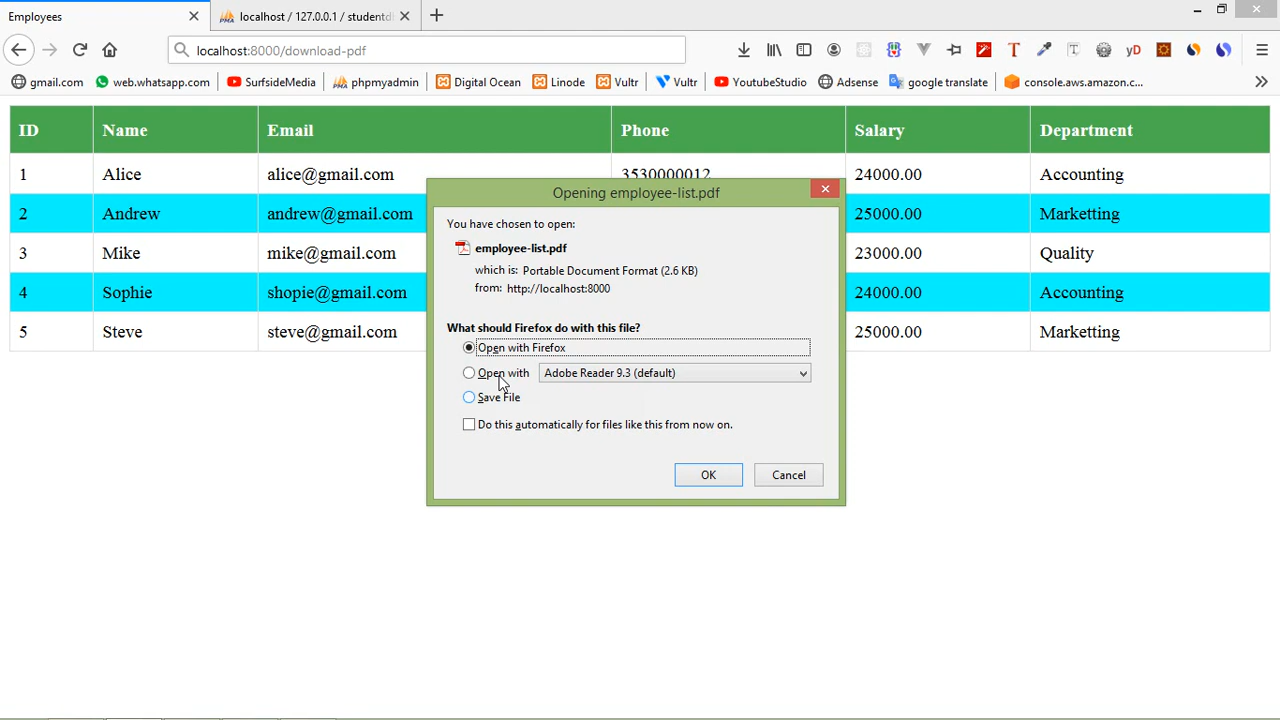 Employees
localhost / 127.0.0.1 / studentd
localhost:8000/download-pdf
gmail.com web.whatsapp.com SurfsideMedia phpmyadmin Digital Ocean Linode Vultr Vultr YoutubeStudio Adsense google translate console.aws.amazon.c...
ID Name Email Phone Salary Department
1 Alice alice@gmail.com 3530000012 24000.00 Accounting
2 Andrew andrew@gmail.com 25000.00 Marketting
3 Mike mike@gmail.com 23000.00 Quality
4 Sophie shopie@gmail.com 24000.00 Accounting
5 Steve steve@gmail.com 25000.00 Marketting
Opening employee-list.pdf
You have chosen to open:
employee-list.pdf
which is: Portable Document Format (2.6 KB)
from: http://localhost:8000
What should Firefox do with this file?
Open with Firefox
Open with Adobe Reader 9.3 (default)
Save File
Do this automatically for files like this from now on.
OK Cancel